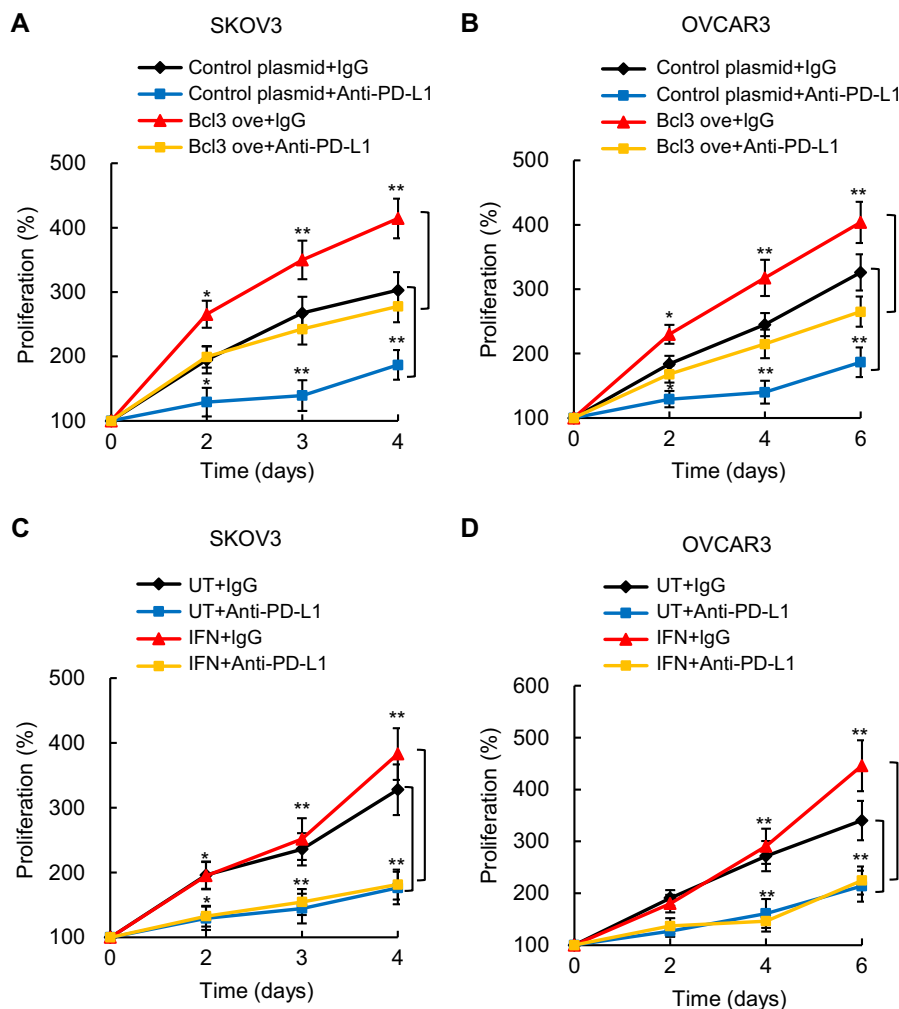 A
SKOV3
Control plasmid+IgG
Control plasmid+Anti-PD-L1
Bcl3 ove+IgG
Bcl3 ove+Anti-PD-L1
500
400
300
200
100
Proliferation (%)
*
**
**
*
**
**
0
2
3
4
Time (days)
B
OVCAR3
Control plasmid+IgG
Control plasmid+Anti-PD-L1
Bcl3 ove+IgG
Bcl3 ove+Anti-PD-L1
500
400
300
200
100
Proliferation (%)
*
**
**
*
**
**
0
2
4
6
Time (days)
C
SKOV3
UT+IgG
UT+Anti-PD-L1
IFN+IgG
IFN+Anti-PD-L1
500
400
300
200
100
Proliferation (%)
*
**
**
*
**
**
0
2
3
4
Time (days)
D
OVCAR3
UT+IgG
UT+Anti-PD-L1
IFN+IgG
IFN+Anti-PD-L1
600
500
400
300
200
100
Proliferation (%)
**
**
**
**
0
2
4
6
Time (days)